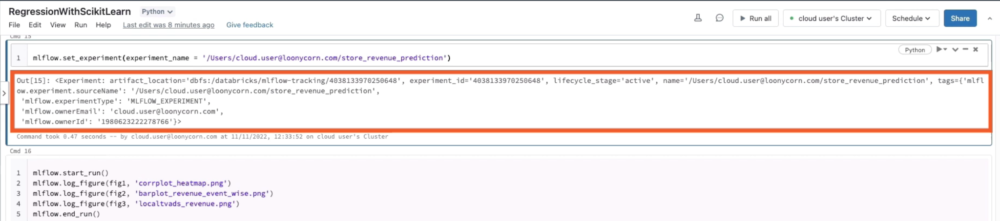 RegressionWithScikitLearn Python
File Edit View Run Help Last edit was 8 minutes ago Give feedback
Run all cloud user's Cluster Schedule Share
Cmd 15
Python
1 mlflow.set_experiment(experiment_name = '/Users/cloud.user@loonycorn.com/store_revenue_prediction')
Out[15]: <Experiment: artifact_location='dbfs:/databricks/mlflow-tracking/4038133970250648', experiment_id='4038133970250648', lifecycle_stage='active', name='/Users/cloud.user@loonycorn.com/store_revenue_prediction', tags={'mlfl
ow.experiment.sourceName': '/Users/cloud.user@loonycorn.com/store_revenue_prediction',
'mlflow.experimentType': 'MLFLOW_EXPERIMENT',
'mlflow.ownerEmail': 'cloud.user@loonycorn.com',
'mlflow.ownerId': '1980623222278766'}>
Command took 0.47 seconds -- by cloud.user@loonycorn.com at 11/11/2022, 12:33:52 on cloud user's Cluster
Cmd 16
1 mlflow.start_run()
2 mlflow.log_figure(fig1, 'corrplot_heatmap.png')
3 mlflow.log_figure(fig2, 'barplot_revenue_event_wise.png')
4 mlflow.log_figure(fig3, 'localtvads_revenue.png')
5 mlflow.end_run()